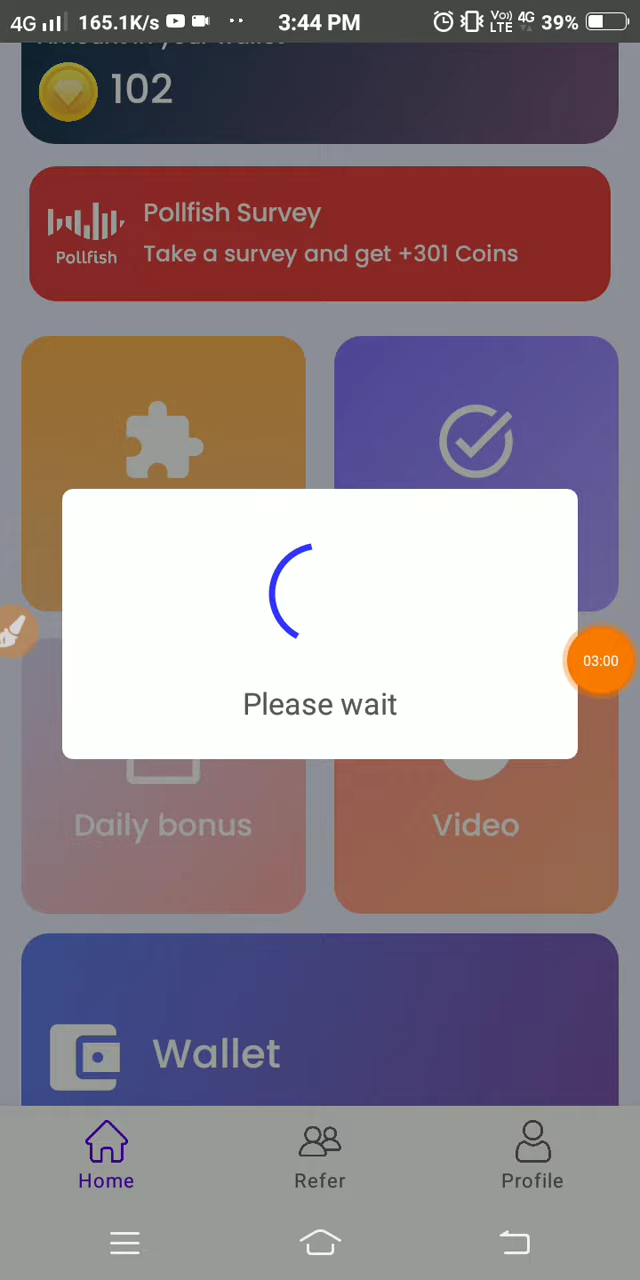 4G 165.1K/s 3:44 PM Vo) LTE 4G 39%
102
Pollfish Survey
Pollfish
Take a survey and get +301 Coins
03:00
Please wait
Daily bonus
Video
Wallet
Home
Refer
Profile